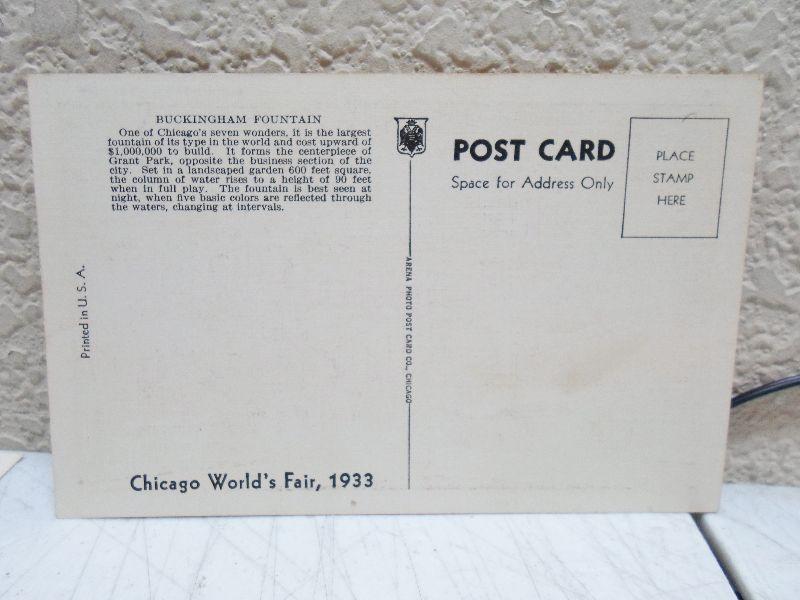 BUCKINGHAM FOUNTAIN
One of Chicago's seven wonders, it is the largest
fountain of its type in the world and cost upward of
$1,000,000 to build. It forms the centerpiece of
Grant Park, opposite the business section of the
city. Set in a landscaped garden 600 feet square,
the column of water rises to a height of 90 feet
when in full play. The fountain is best seen at
night, when five basic colors are reflected through
the waters, changing at intervals.
Printed in U. S. A.
Chicago World's Fair, 1933
ARENA PHOTO POST CARD CO., CHICAGO
POST CARD
Space for Address Only
PLACE
STAMP
HERE